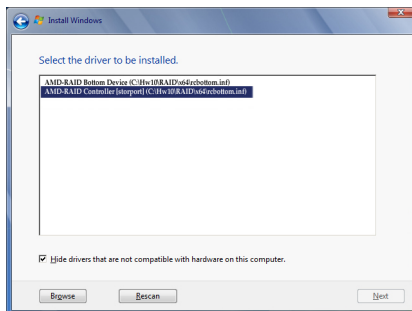 Install Windows
Select the driver to be installed.
AMD-RAID Bottom Device (C:\Hw10\RAID\x64\rcbottom.inf)
AMD-RAID Controller [storport] (C:\Hw10\RAID\x64\rcbottom.inf)
Hide drivers that are not compatible with hardware on this computer.
Browse
Rescan
Next